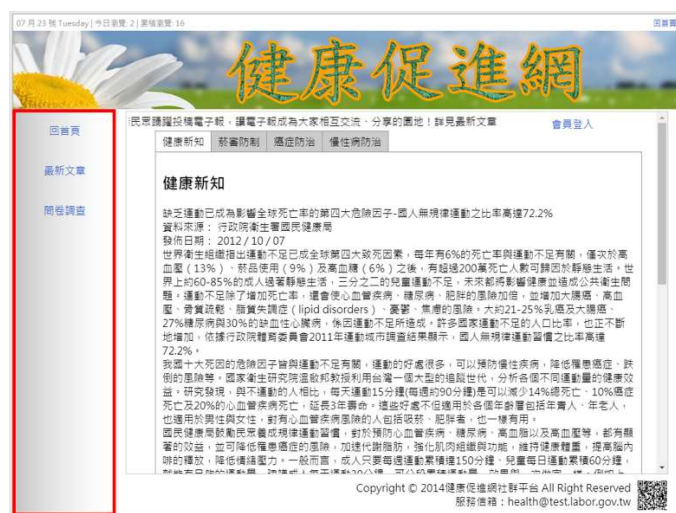 07 月 23 號 Tuesday | 今日瀏覽: 2 | 累積瀏覽: 16
回首頁
健康促進網
回首頁
最新文章
問卷調查
民眾踴躍投稿電子報，讓電子報成為大家相互交流、分享的園地！詳見最新文章
會員登入
健康新知 菸害防制 癌症防治 慢性病防治
健康新知
缺乏運動已成為影響全球死亡率的第四大危險因子-國人無規律運動之比率高達72.2%
資料來源： 行政院衛生署國民健康局
發佈日期： 2012 / 10 / 07
世界衛生組織指出運動不足已成全球第四大致死因素，每年有6%的死亡率與運動不足有關，僅次於高
血壓（13%）、菸品使用（9%）及高血糖（6%）之後，有超過200萬死亡人數可歸因於靜態生活。世
界上約60-85%的成人過著靜態生活，三分之二的兒童運動不足，未來都將影響健康並造成公共衛生問
題。運動不足除了增加死亡率，還會使心血管疾病、糖尿病、肥胖的風險加倍，並增加大腸癌、高血
壓、骨質疏鬆、脂質失調症（lipid disorders）、憂鬱、焦慮的風險。大約21-25%乳癌及大腸癌、
27%糖尿病與30%的缺血性心臟病，係因運動不足所造成。許多國家運動不足的人口比率，也正不斷
地增加，依據行政院體育委員會2011年運動城市調查結果顯示，國人無規律運動習慣之比率高達
72.2%。
我國十大死因的危險因子皆與運動不足有關，運動的好處很多，可以預防慢性疾病，降低罹患癌症、跌
倒的風險等。國家衛生研究院溫啟邦教授利用台灣一個大型的追蹤世代，分析各個不同運動量的健康效
益。研究發現，與不運動的人相比，每天運動15分鐘(每週約90分鐘)是可以減少14%總死亡、10%癌症
死亡及20%的心血管疾病死亡，延長3年壽命。這些好處不但適用於各個年齡層包括年青人、年老人，
也適用於男性與女性，對有心血管疾病風險的人包括吸菸、肥胖者，也一樣有用。
國民健康局鼓勵民眾養成規律運動習慣，對於預防心血管疾病、糖尿病、高血脂以及高血壓等，都有顯
著的效益，並可降低罹患癌症的風險，加速代謝脂肪，強化肌肉組織與功能，維持健康體重，提高腦內
啡的釋放，降低情緒壓力。一般而言，成人只要每週運動累積達150分鐘，兒童每日運動累積60分鐘，
Copyright © 2014健康促進網社群平台 All Right Reserved
服務信箱：health@test.labor.gov.tw